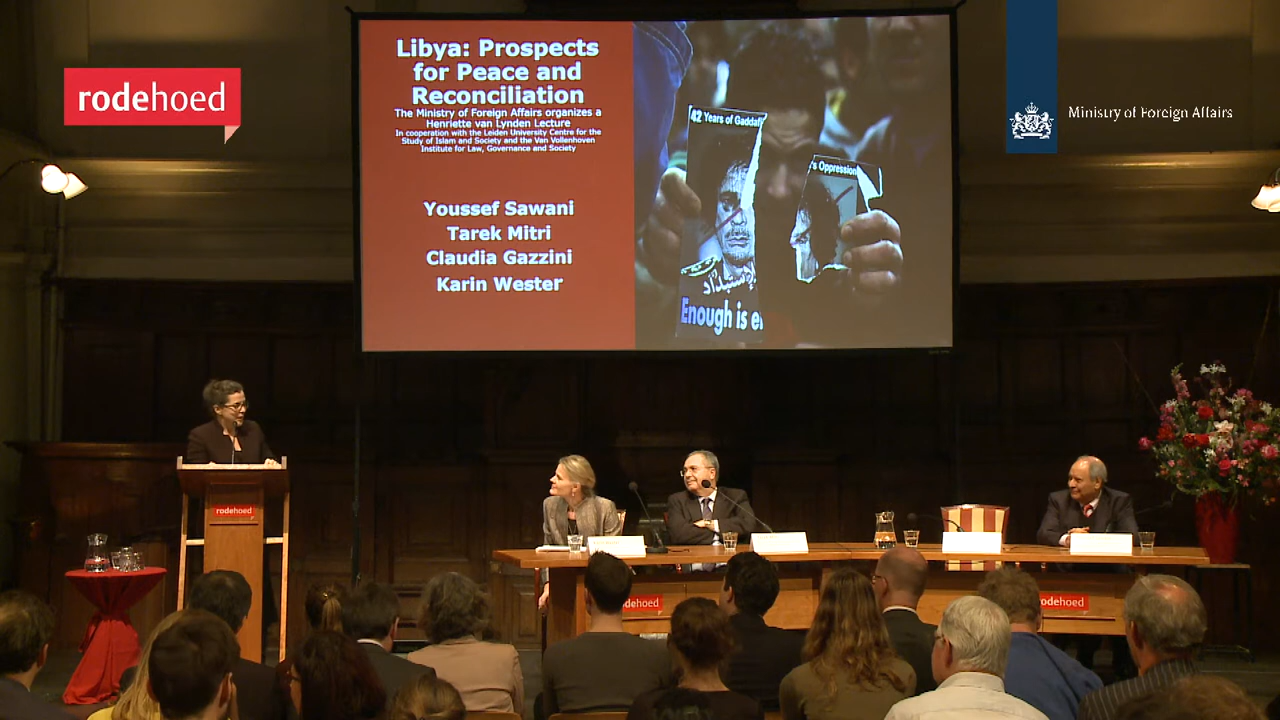 rodehoed
Ministry of Foreign Affairs
Libya: Prospects
for Peace and
Reconciliation
The Ministry of Foreign Affairs organizes a
Henriette van Lynden Lecture
In cooperation with the Leiden University Centre for the
Study of Islam and Society and the Van Vollenhoven
Institute for Law, Governance and Society
Youssef Sawani
Tarek Mitri
Claudia Gazzini
Karin Wester
42 Years of Gaddafi
's Oppression
الإستبداد
Enough is e
rodehoed
rodehoed
rodehoed